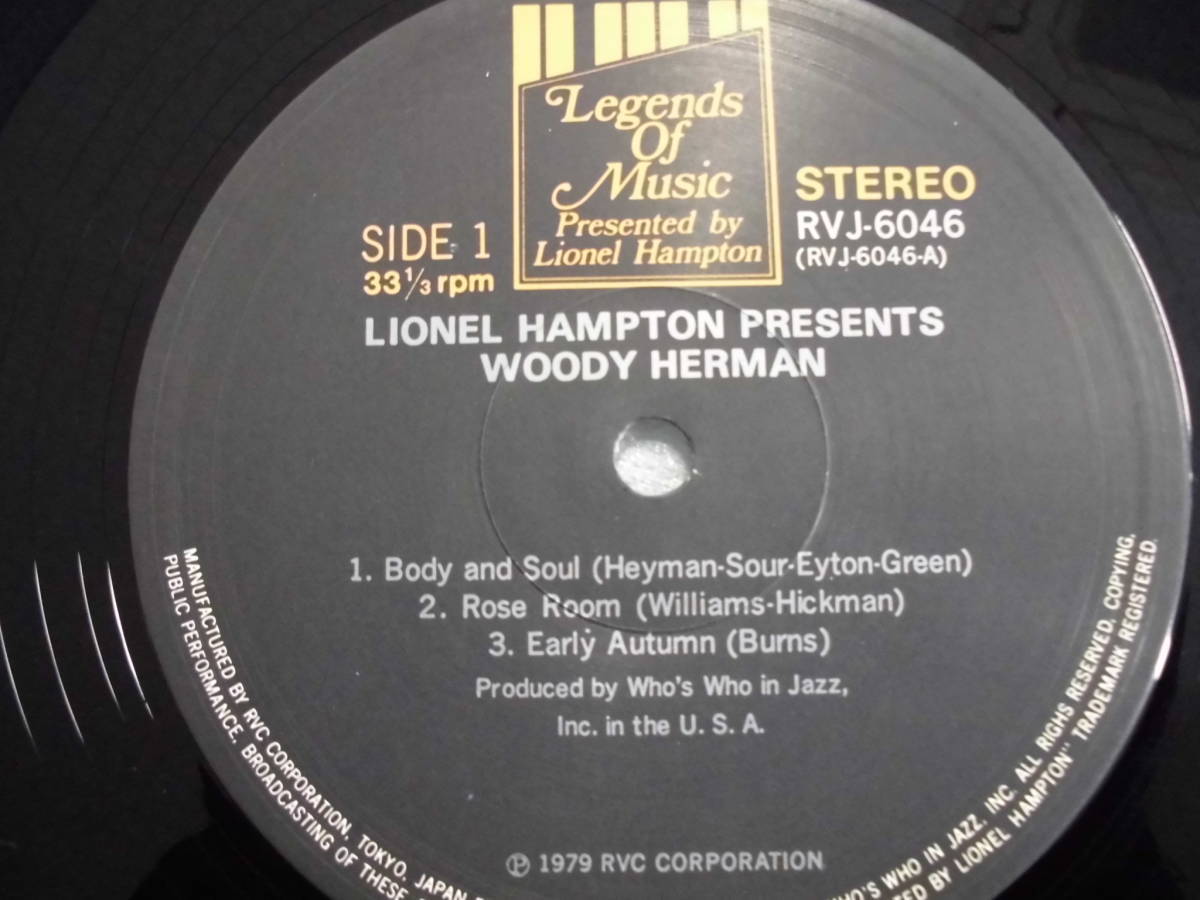 Legends
Of
Music
Presented by
Lionel Hampton
SIDE 1
33 1/3 rpm
STEREO
RVJ-6046
(RVJ-6046-A)
LIONEL HAMPTON PRESENTS
WOODY HERMAN
1. Body and Soul (Heyman-Sour-Eyton-Green)
2. Rose Room (Williams-Hickman)
3. Early Autumn (Burns)
Produced by Who's Who in Jazz,
Inc. in the U. S. A.
℗ 1979 RVC CORPORATION
MANUFACTURED BY RVC CORPORATION, TOKYO, JAPAN
WHO'S WHO IN JAZZ, INC. ALL RIGHS RESERVED, COPYING,
PUBLIC PERFORMANCE, BROADCASTING OF THESE
BY LIONEL HAMPTON" TRADEMARK REGISTERED.